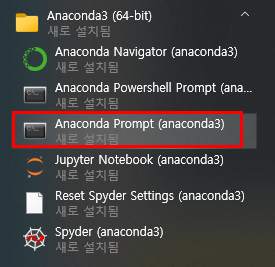 Anaconda3 (64-bit)
새로 설치됨
Anaconda Navigator (anaconda3)
새로 설치됨
Anaconda Powershell Prompt (ana...
새로 설치됨
Anaconda Prompt (anaconda3)
새로 설치됨
Jupyter Notebook (anaconda3)
새로 설치됨
Reset Spyder Settings (anaconda3)
새로 설치됨
Spyder (anaconda3)
새로 설치됨